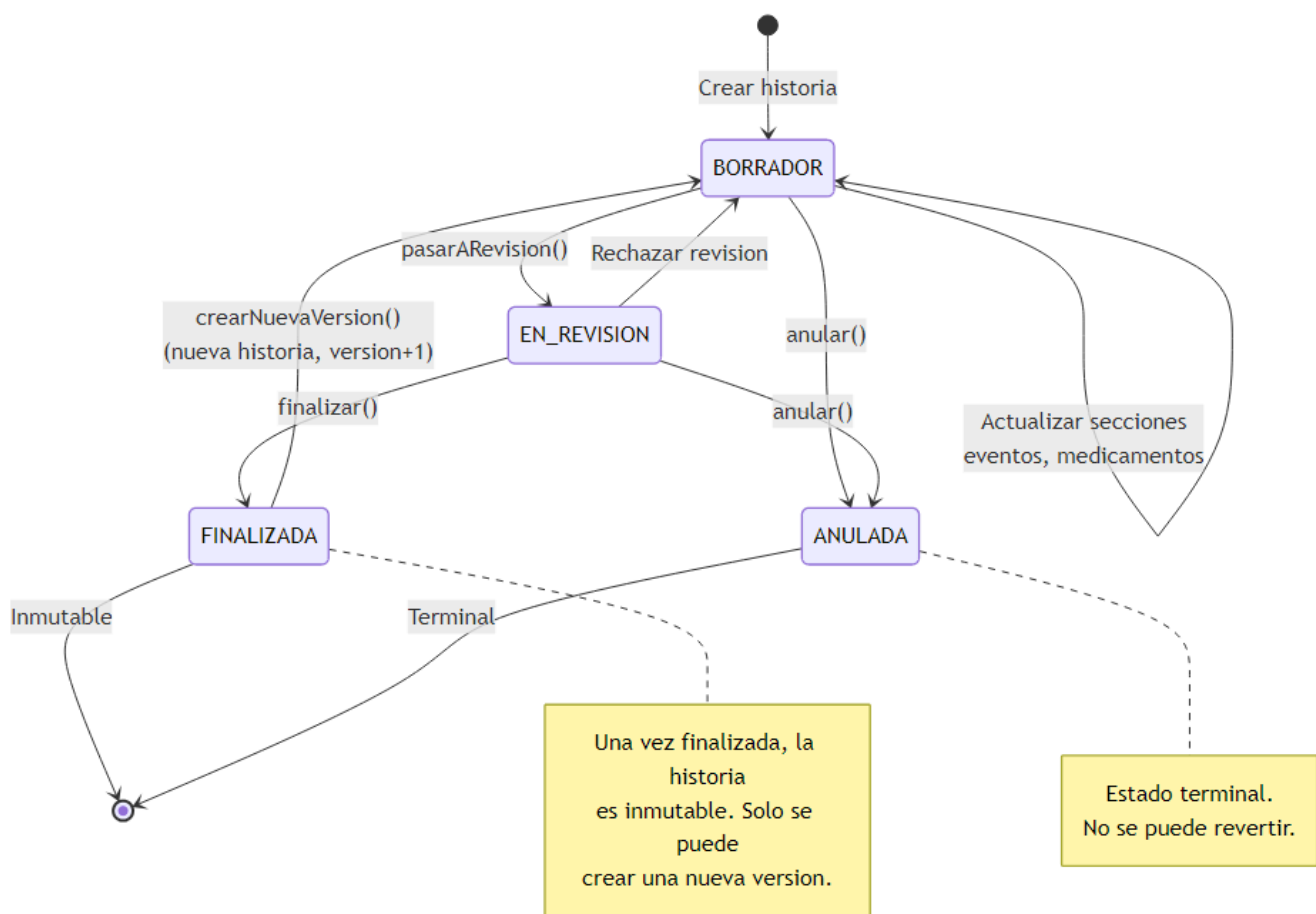 Crear historia
BORRADOR
pasarARevision()
Rechazar revision
crearNuevaVersion()
(nueva historia, version+1)
EN_REVISION
anular()
finalizar()
anular()
Actualizar secciones
eventos, medicamentos
FINALIZADA
ANULADA
Inmutable
Terminal
Una vez finalizada, la
historia
es inmutable. Solo se
puede
crear una nueva version.
Estado terminal.
No se puede revertir.